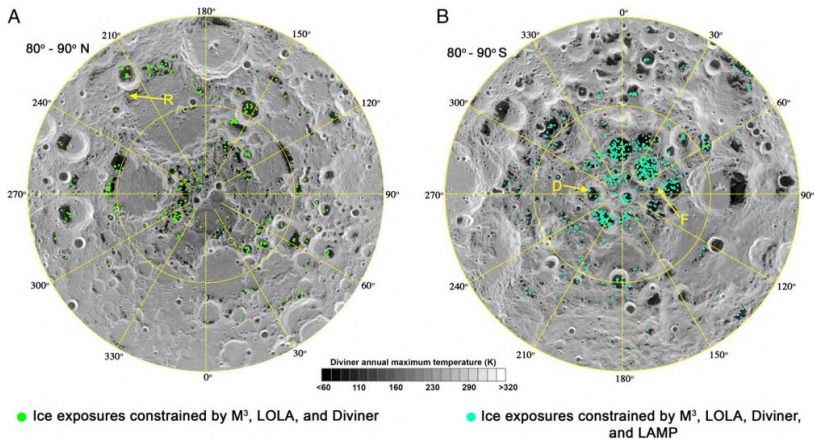 A
180°
80° - 90° N
210°
150°
R
240°
120°
270°
90°
300°
60°
330°
30°
0°
B
0°
80° - 90° S
330°
30°
300°
60°
D
F
270°
90°
240°
120°
210°
150°
180°
Diviner annual maximum temperature (K)
<60 110 160 230 290 >320
Ice exposures constrained by M³, LOLA, and Diviner
Ice exposures constrained by M³, LOLA, Diviner,
and LAMP